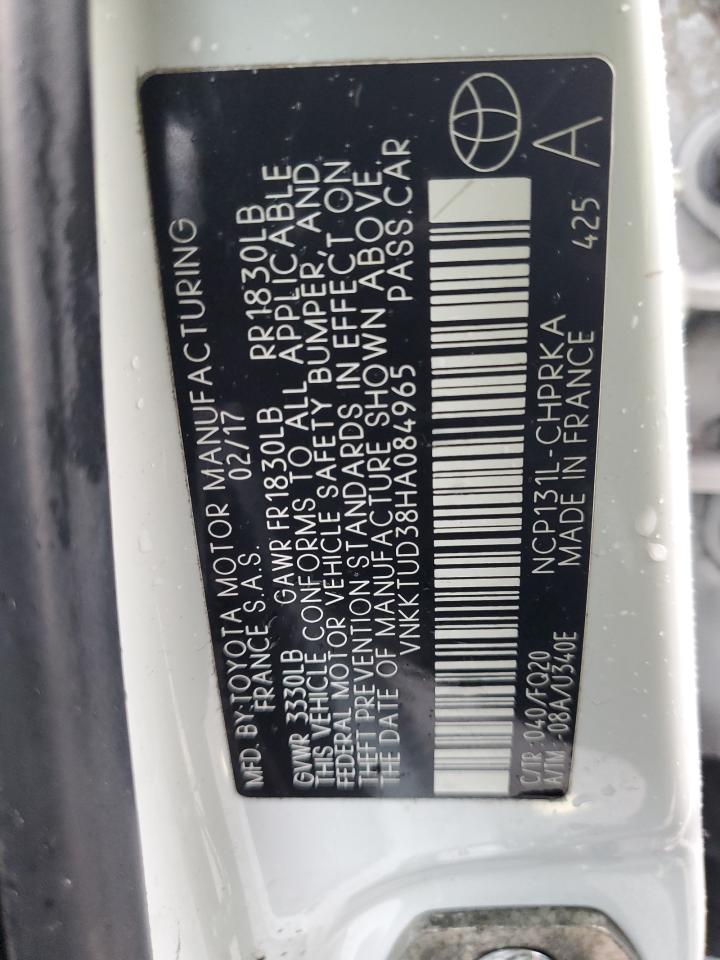 MFD. BY:TOYOTA MOTOR MANUFACTURING
FRANCE S.A.S. 02/17
GVWR 3330LB GAWR FR1830LB RR1830LB
THIS VEHICLE CONFORMS TO ALL APPLICABLE
FEDERAL MOTOR VEHICLE SAFETY BUMPER, AND
THEFT PREVENTION STANDARDS IN EFFECT ON
THE DATE OF MANUFACTURE SHOWN ABOVE.
VNKKTUD38HA084965 PASS.CAR
C/TR :040/FQ20 NCP131L-CHPRKA 425 A
A/TM :08A/U340E MADE IN FRANCE